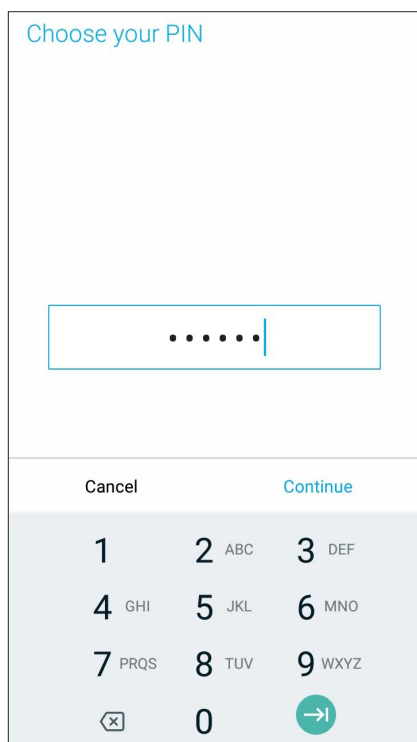 Choose your PIN
••••••
Cancel Continue
1 2 ABC 3 DEF
4 GHI 5 JKL 6 MNO
7 PRQS 8 TUV 9 WXYZ
0